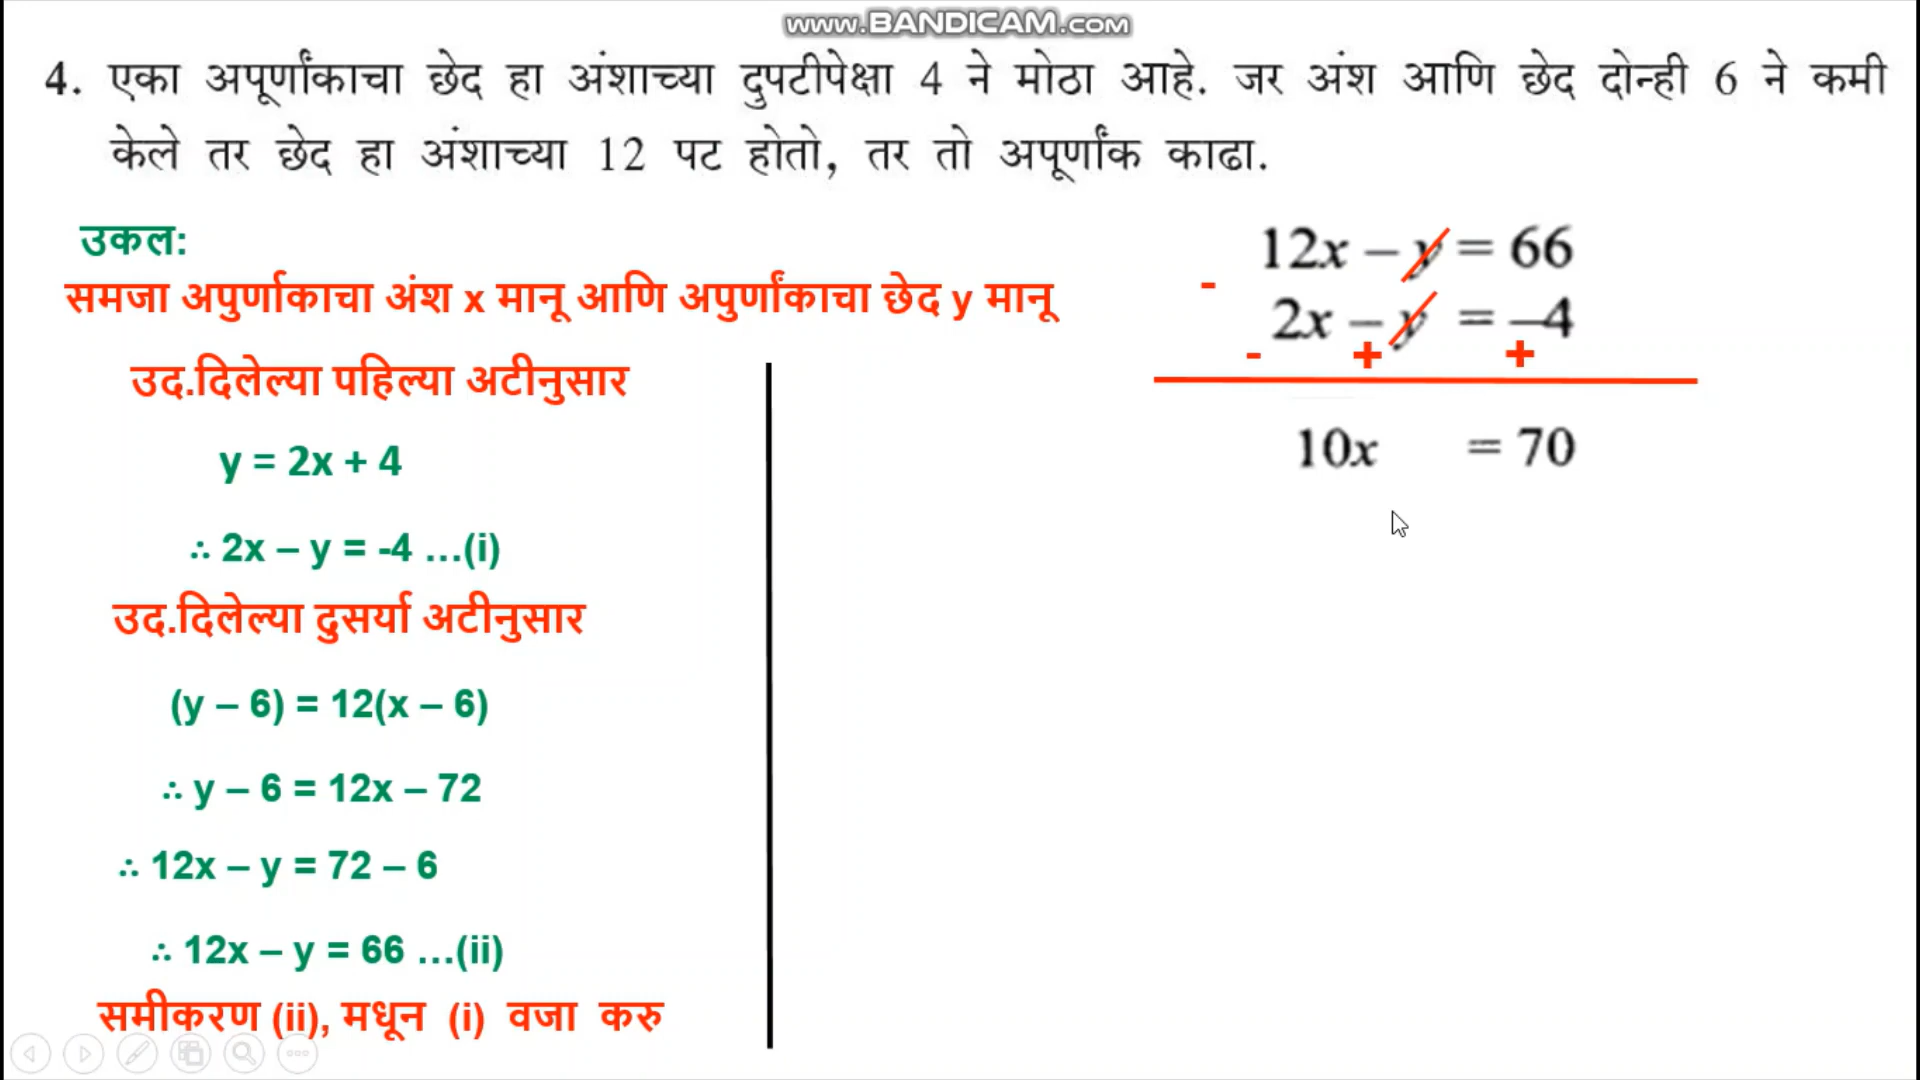 www.BANDICAM.com
4. एका अपूर्णांकाचा छेद हा अंशाच्या दुपटीपेक्षा 4 ने मोठा आहे. जर अंश आणि छेद दोन्ही 6 ने कमी
केले तर छेद हा अंशाच्या 12 पट होतो, तर तो अपूर्णांक काढा.
उकल:
समजा अपुर्णाकाचा अंश x मानू आणि अपुर्णांकाचा छेद y मानू
उद.दिलेल्या पहिल्या अटीनुसार
y = 2x + 4
∴ 2x – y = -4 ...(i)
उद.दिलेल्या दुसर्या अटीनुसार
(y – 6) = 12(x – 6)
∴ y – 6 = 12x – 72
∴ 12x – y = 72 – 6
∴ 12x – y = 66 ...(ii)
समीकरण (ii), मधून (i) वजा करु
12x – y = 66
-
2x – y = –4
- + +
10x = 70